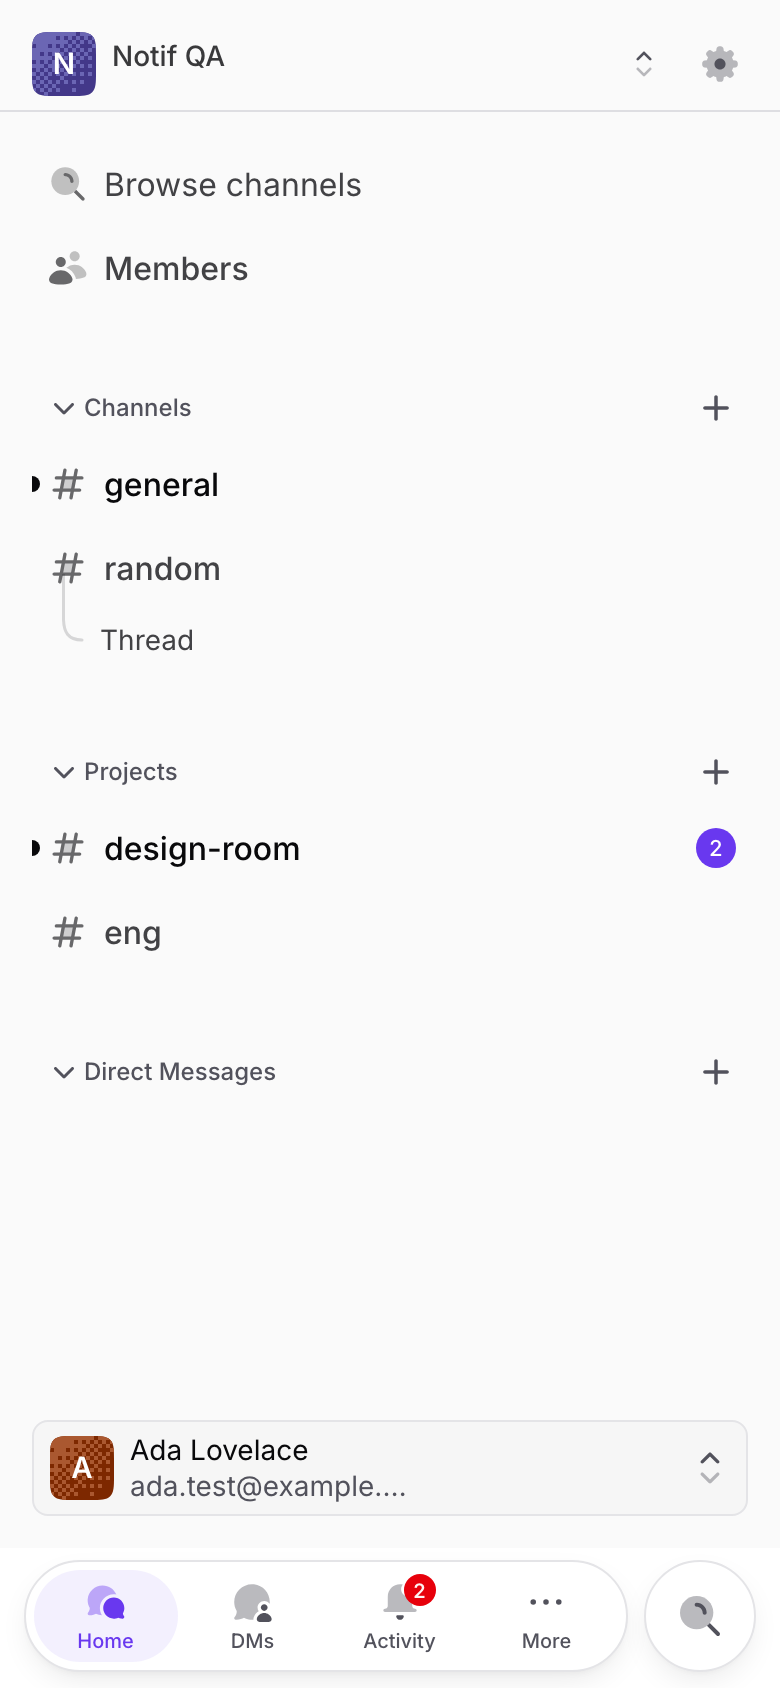 N
Notif QA
Browse channels
Members
Channels
general
random
Thread
Projects
design-room
2
eng
Direct Messages
A
Ada Lovelace
ada.test@example....
2
Home
DMs
Activity
More